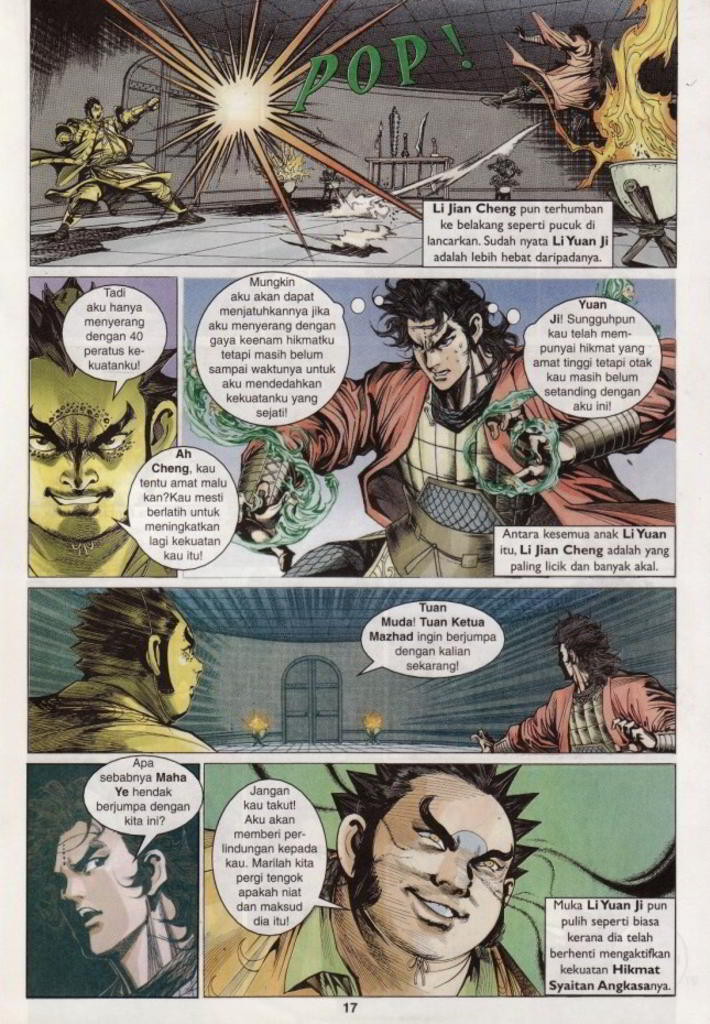 POP!
Li Jian Cheng pun terhumban
ke belakang seperti pucuk di
lancarkan. Sudah nyata Li Yuan Ji
adalah lebih hebat daripadanya.
Tadi
aku hanya
menyerang
dengan 40
peratus ke-
kuatanku!
Mungkin
aku akan dapat
menjatuhkannya jika
aku menyerang dengan
gaya keenam hikmatku
tetapi masih belum
sampai waktunya untuk
aku mendedahkan
kekuatanku yang
sejati!
Yuan
Ji! Sungguhpun
kau telah mem-
punyai hikmat yang
amat tinggi tetapi otak
kau masih belum
setanding dengan
aku ini!
Ah
Cheng, kau
tentu amat malu
kan?Kau mesti
berlatih untuk
meningkatkan
lagi kekuatan
kau itu!
Antara kesemua anak Li Yuan
itu, Li Jian Cheng adalah yang
paling licik dan banyak akal.
Tuan
Muda! Tuan Ketua
Mazhad ingin berjumpa
dengan kalian
sekarang!
Apa
sebabnya Maha
Ye hendak
berjumpa dengan
kita ini?
Jangan
kau takut!
Aku akan
memberi per-
lindungan kepada
kau. Marilah kita
pergi tengok
apakah niat
dan maksud
dia itu!
Muka Li Yuan Ji pun
pulih seperti biasa
kerana dia telah
berhenti mengaktifkan
kekuatan Hikmat
Syaitan Angkasanya.
17